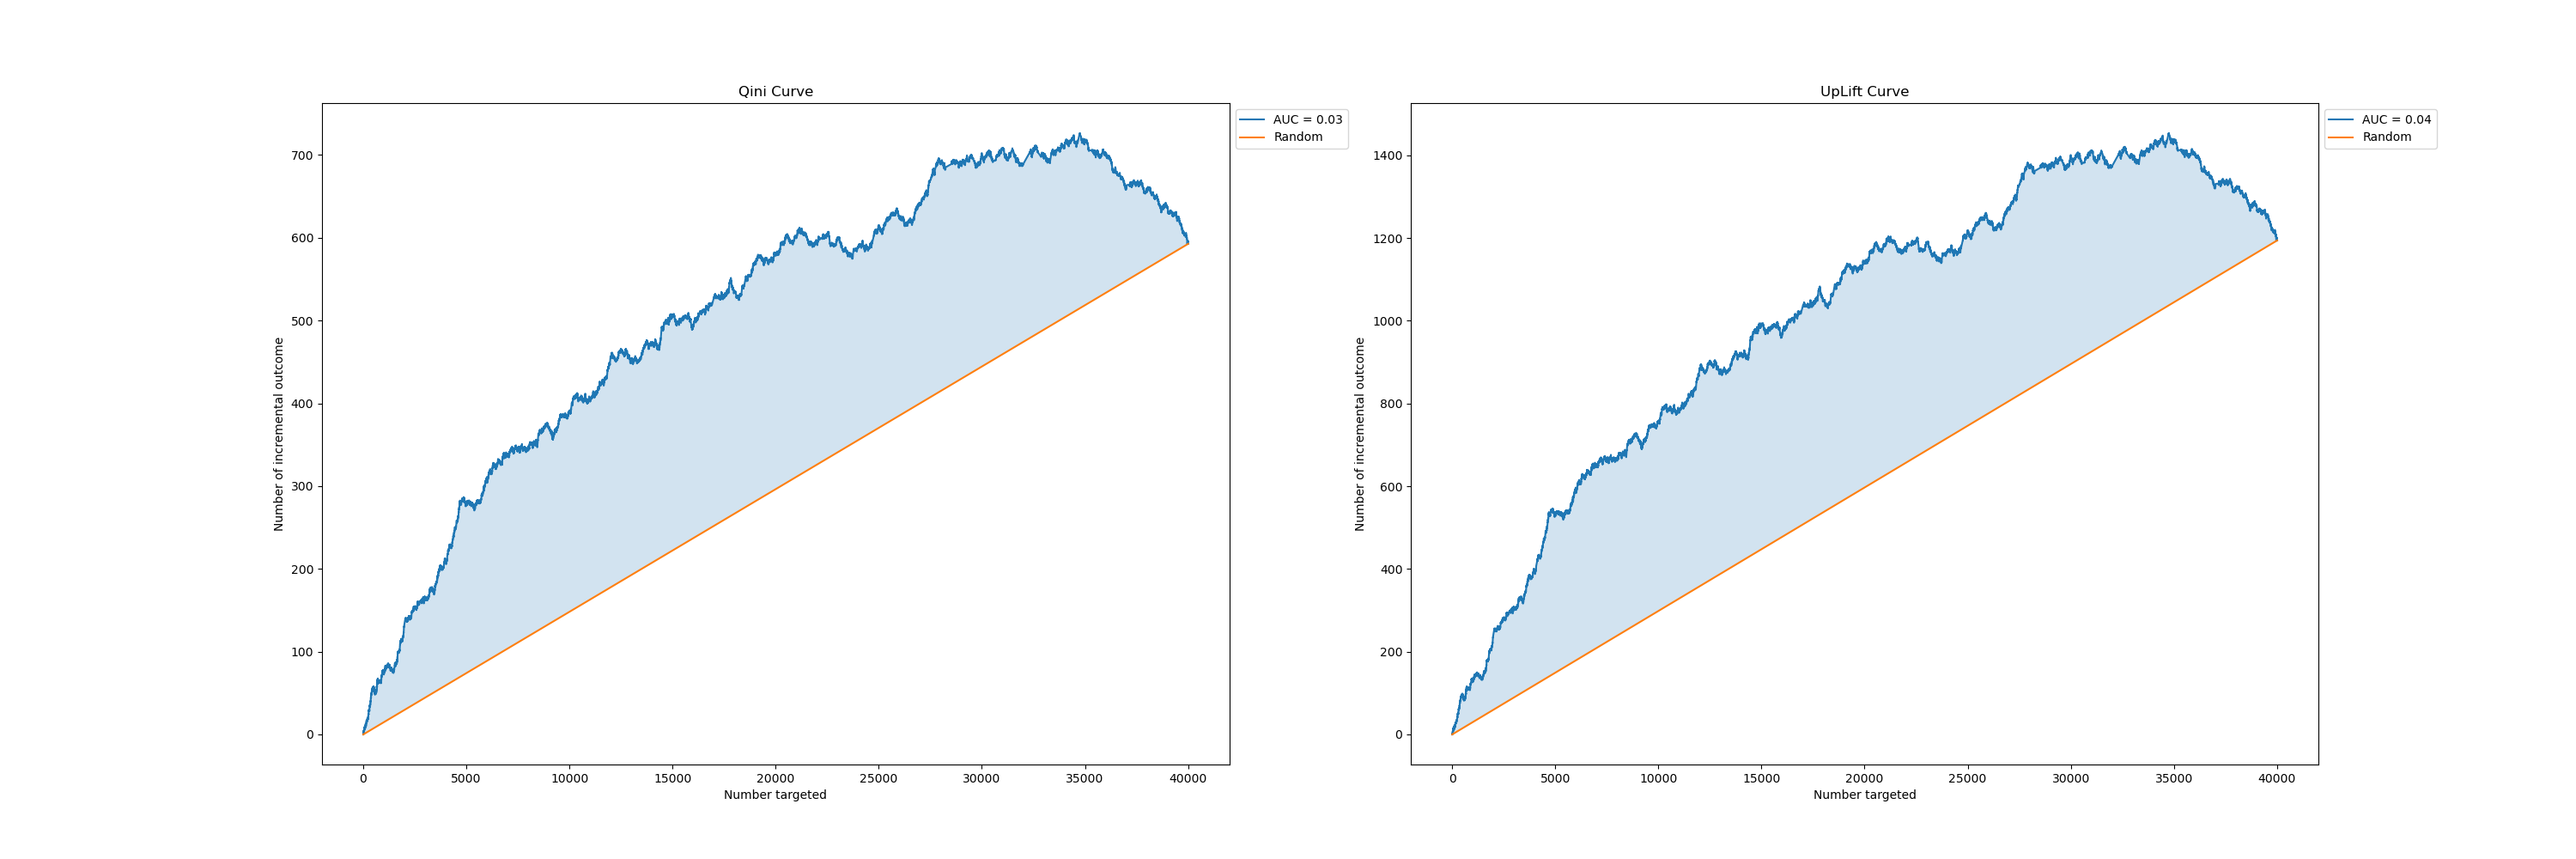 Qini Curve
AUC = 0.03
Random
700
600
500
400
300
200
100
0
Number of incremental outcome
0 5000 10000 15000 20000 25000 30000 35000 40000
Number targeted
UpLift Curve
AUC = 0.04
Random
1400
1200
1000
800
600
400
200
0
Number of incremental outcome
0 5000 10000 15000 20000 25000 30000 35000 40000
Number targeted